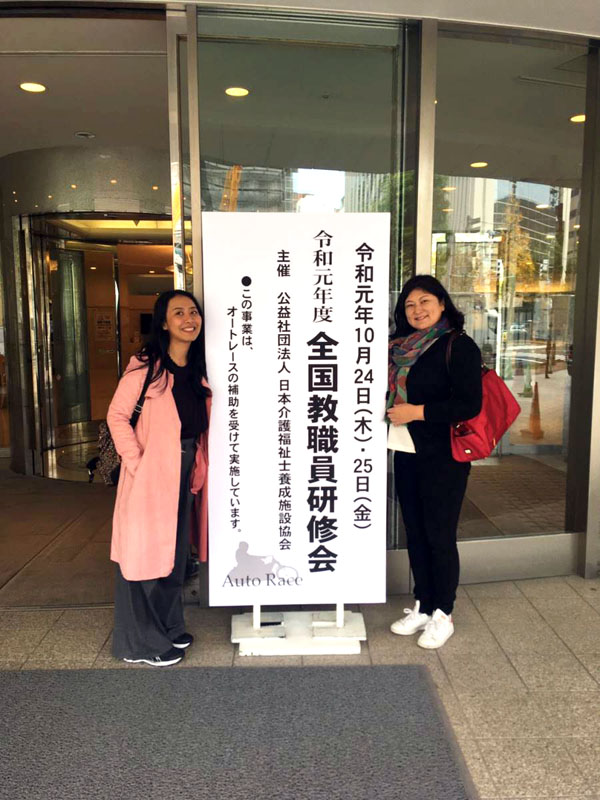 令和元年10月24日(木)・25日(金)
令和元年度 全国教職員研修会
主催 公益社団法人 日本介護福祉士養成施設協会
●この事業は、
オートレースの補助を受けて実施しています。
Auto Race